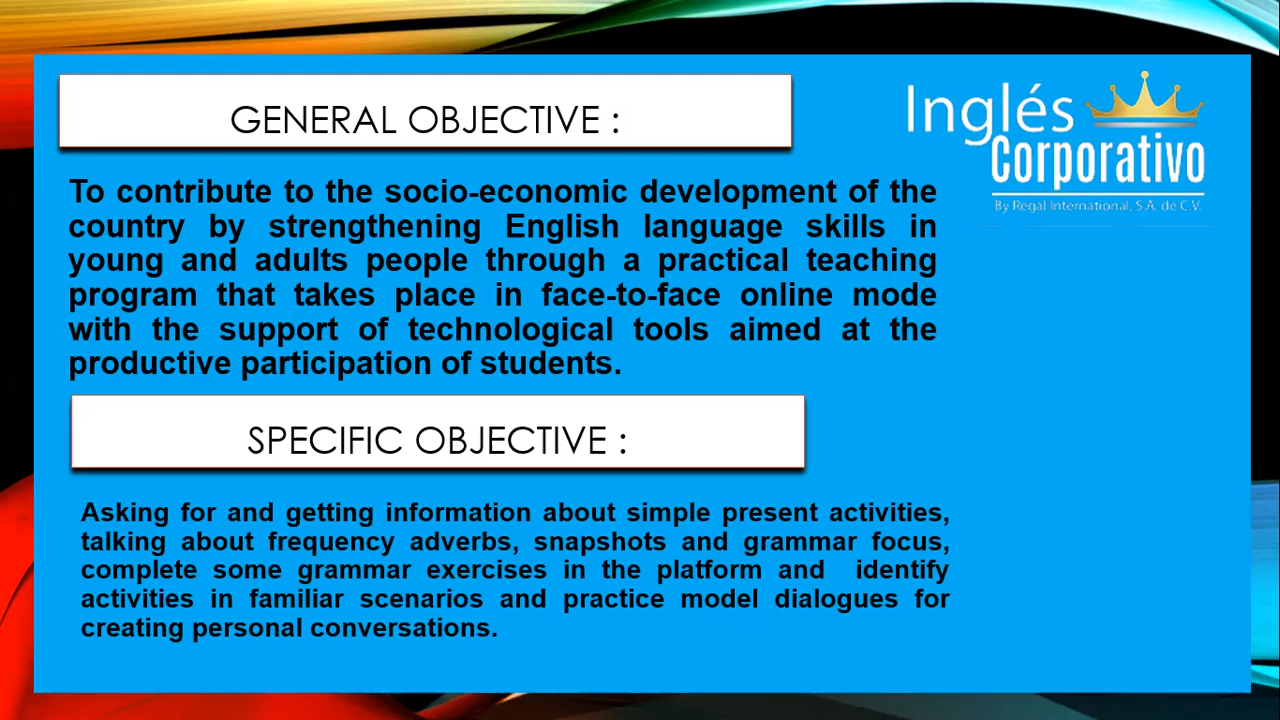 GENERAL OBJECTIVE :
Inglés
Corporativo
By Regal International, S.A. de C.V.
To contribute to the socio-economic development of the
country by strengthening English language skills in
young and adults people through a practical teaching
program that takes place in face-to-face online mode
with the support of technological tools aimed at the
productive participation of students.
SPECIFIC OBJECTIVE :
Asking for and getting information about simple present activities,
talking about frequency adverbs, snapshots and grammar focus,
complete some grammar exercises in the platform and identify
activities in familiar scenarios and practice model dialogues for
creating personal conversations.